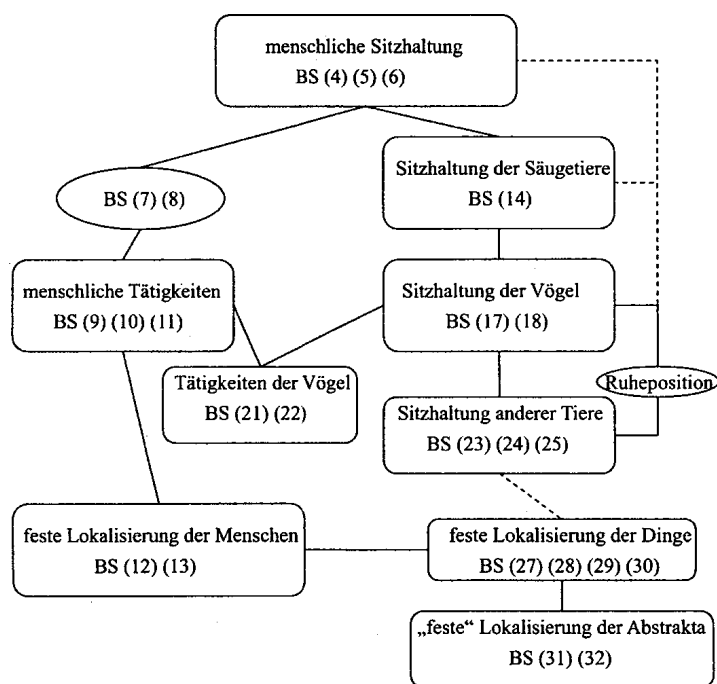 menschliche Sitzhaltung
BS (4) (5) (6)
BS (7) (8)
Sitzhaltung der Säugetiere
BS (14)
menschliche Tätigkeiten
BS (9) (10) (11)
Sitzhaltung der Vögel
BS (17) (18)
Tätigkeiten der Vögel
BS (21) (22)
Ruheposition
Sitzhaltung anderer Tiere
BS (23) (24) (25)
feste Lokalisierung der Menschen
BS (12) (13)
feste Lokalisierung der Dinge
BS (27) (28) (29) (30)
„feste“ Lokalisierung der Abstrakta
BS (31) (32)